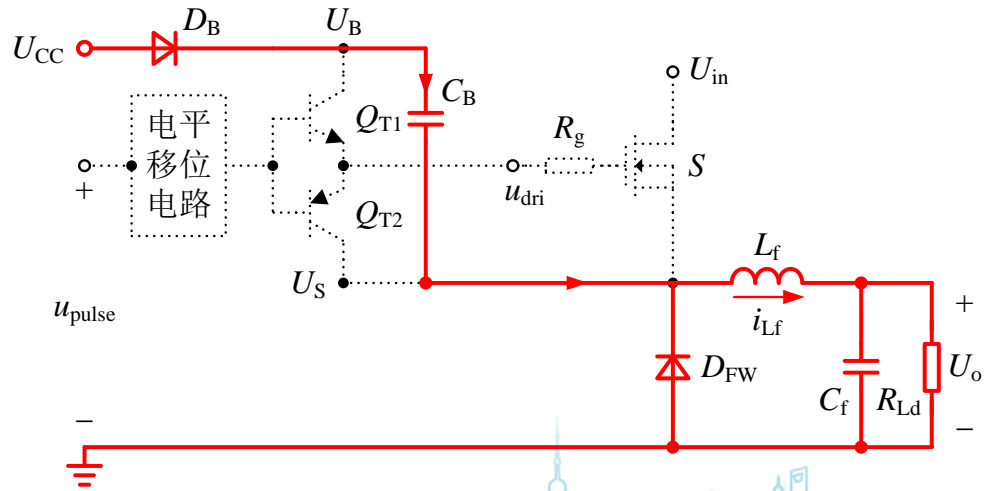 D_B
U_B
U_CC
U_in
C_B
电平
移位
电路
Q_T1
R_g
S
+
u_dri
Q_T2
L_f
U_S
+
u_pulse
i_Lf
D_FW
U_o
C_f
R_Ld
−
−